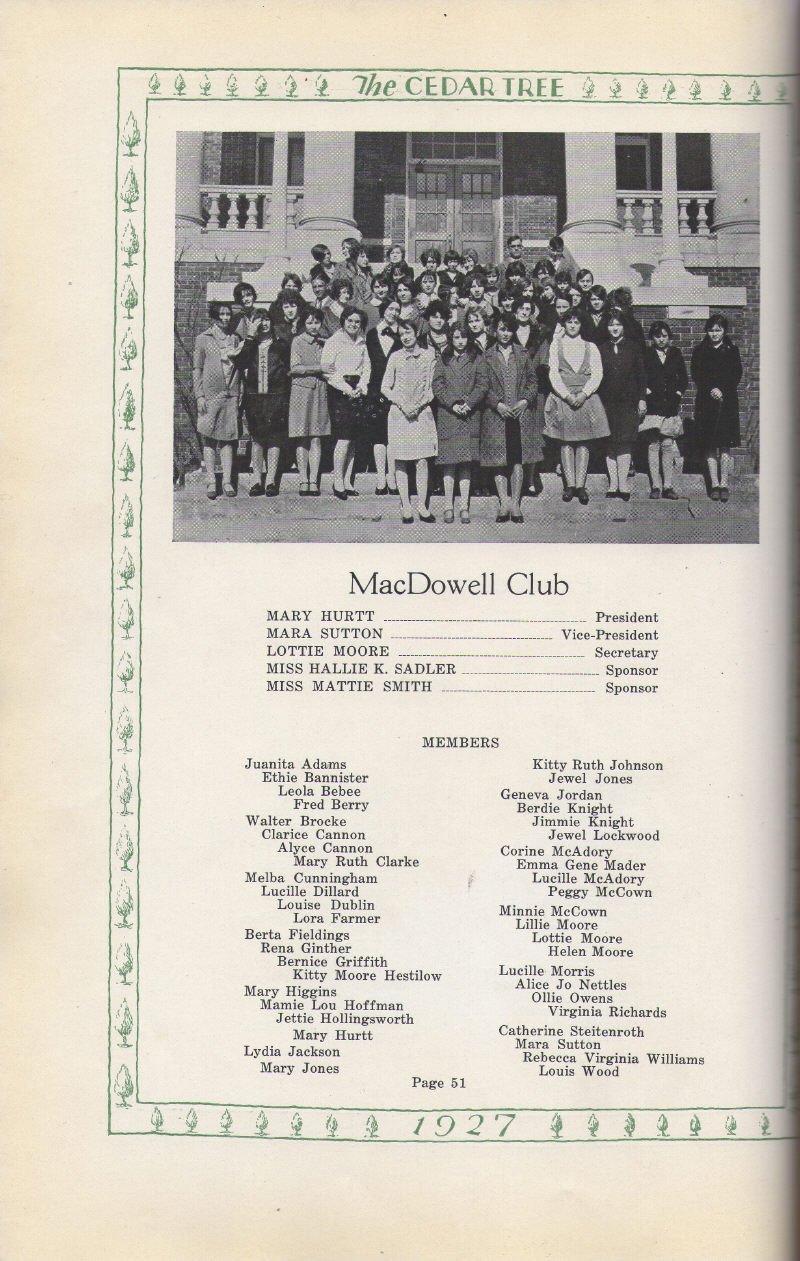 The CEDAR TREE
MacDowell Club
MARY HURTT ---------- President
MARA SUTTON ---------- Vice-President
LOTTIE MOORE ---------- Secretary
MISS HALLIE K. SADLER ---------- Sponsor
MISS MATTIE SMITH ---------- Sponsor
MEMBERS
Juanita Adams
Ethie Bannister
Leola Bebee
Fred Berry
Walter Brocke
Clarice Cannon
Alyce Cannon
Mary Ruth Clarke
Melba Cunningham
Lucille Dillard
Louise Dublin
Lora Farmer
Berta Fieldings
Rena Ginther
Bernice Griffith
Kitty Moore Hestilow
Mary Higgins
Mamie Lou Hoffman
Jettie Hollingsworth
Mary Hurtt
Lydia Jackson
Mary Jones
Kitty Ruth Johnson
Jewel Jones
Geneva Jordan
Berdie Knight
Jimmie Knight
Jewel Lockwood
Corine McAdory
Emma Gene Mader
Lucille McAdory
Peggy McCown
Minnie McCown
Lillie Moore
Lottie Moore
Helen Moore
Lucille Morris
Alice Jo Nettles
Ollie Owens
Virginia Richards
Catherine Steitenroth
Mara Sutton
Rebecca Virginia Williams
Louis Wood
Page 51
1927